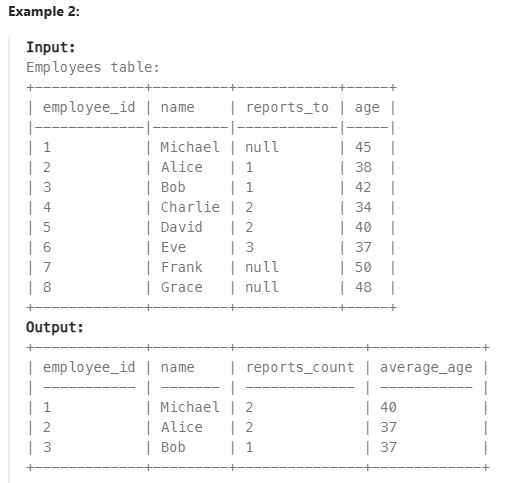 Example 2:
Input:
Employees table:
+-------------+---------+------------+-----+
| employee_id | name    | reports_to | age |
|-------------|---------|------------|-----|
| 1           | Michael | null       | 45  |
| 2           | Alice   | 1          | 38  |
| 3           | Bob     | 1          | 42  |
| 4           | Charlie | 2          | 34  |
| 5           | David   | 2          | 40  |
| 6           | Eve     | 3          | 37  |
| 7           | Frank   | null       | 50  |
| 8           | Grace   | null       | 48  |
+-------------+---------+------------+-----+
Output:
+-------------+---------+---------------+-------------+
| employee_id | name    | reports_count | average_age |
| ----------- | ------- | ------------- | ----------- |
| 1           | Michael | 2             | 40          |
| 2           | Alice   | 2             | 37          |
| 3           | Bob     | 1             | 37          |
+-------------+---------+---------------+-------------+